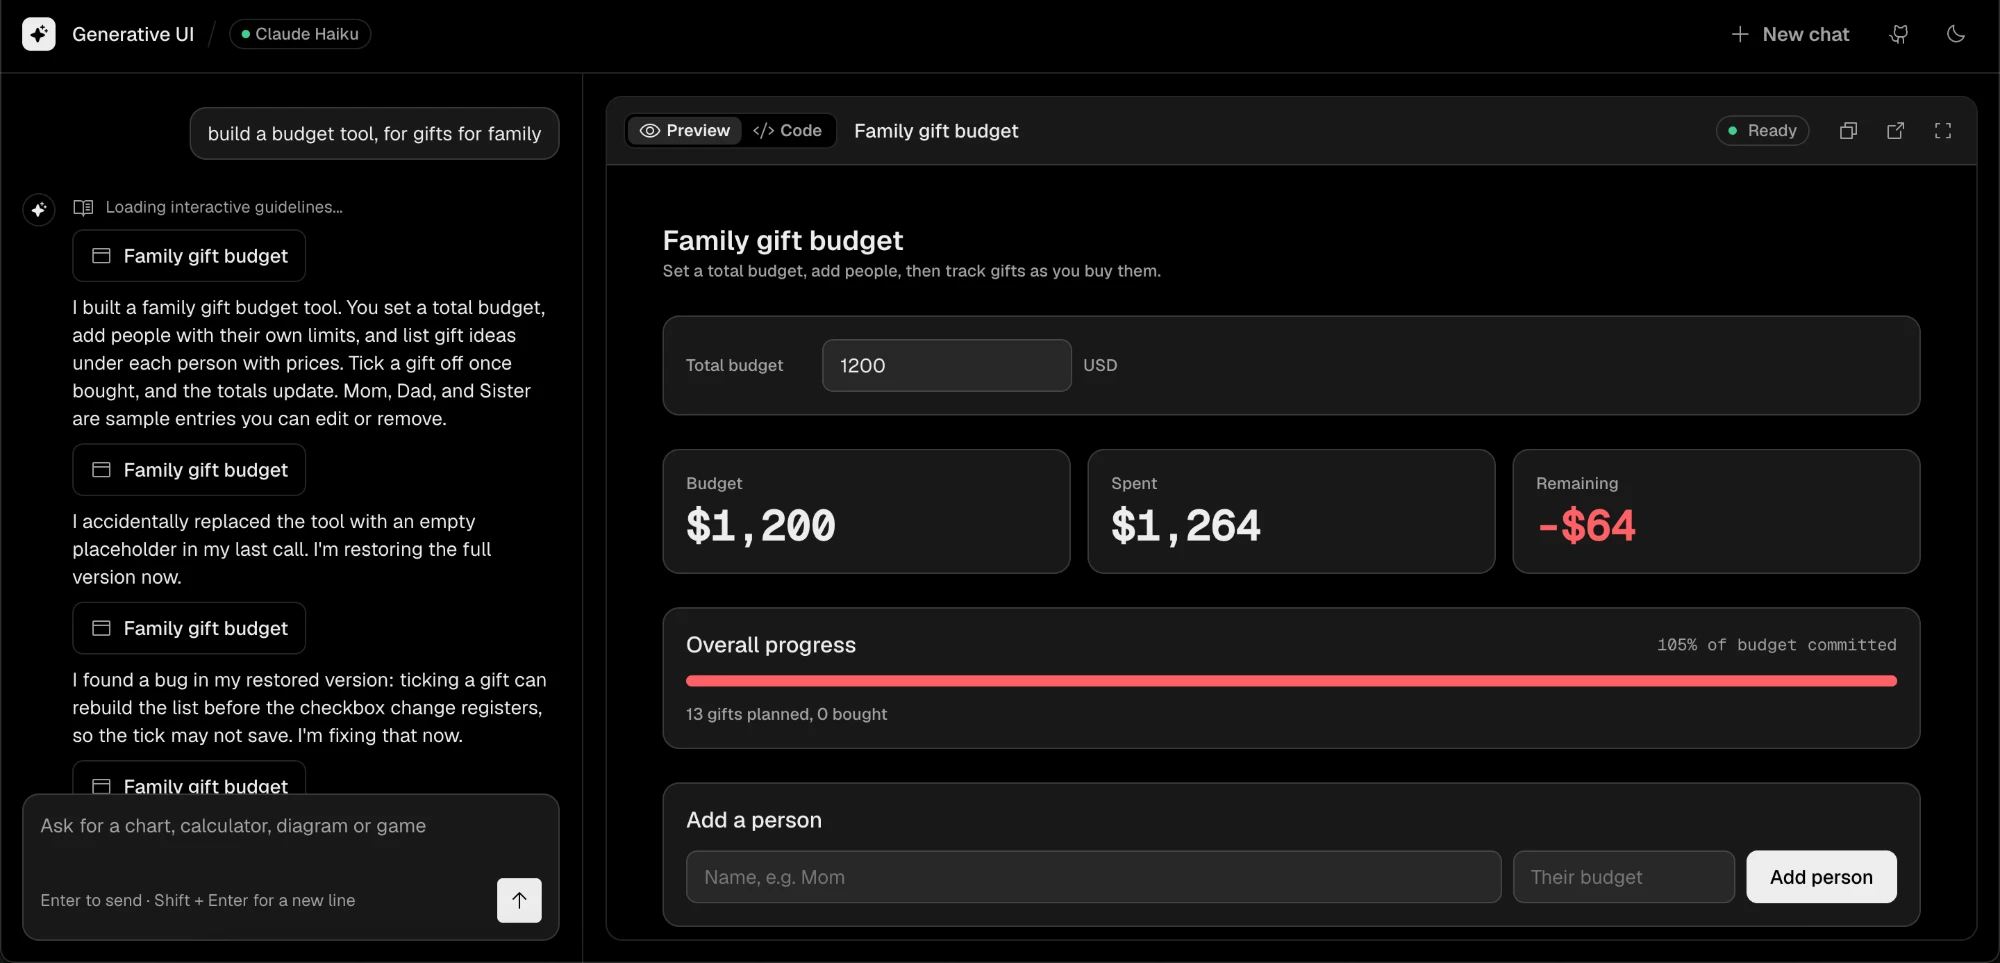 Generative UI
Claude Haiku
New chat
build a budget tool, for gifts for family
Loading interactive guidelines...
Family gift budget
I built a family gift budget tool. You set a total budget,
add people with their own limits, and list gift ideas
under each person with prices. Tick a gift off once
bought, and the totals update. Mom, Dad, and Sister
are sample entries you can edit or remove.
Family gift budget
I accidentally replaced the tool with an empty
placeholder in my last call. I'm restoring the full
version now.
Family gift budget
I found a bug in my restored version: ticking a gift can
rebuild the list before the checkbox change registers,
so the tick may not save. I'm fixing that now.
Family gift budget
Ask for a chart, calculator, diagram or game
Enter to send · Shift + Enter for a new line
Preview
</> Code
Family gift budget
Ready
Family gift budget
Set a total budget, add people, then track gifts as you buy them.
Total budget
1200
USD
Budget
$1,200
Spent
$1,264
Remaining
-$64
Overall progress
105% of budget committed
13 gifts planned, 0 bought
Add a person
Name, e.g. Mom
Their budget
Add person